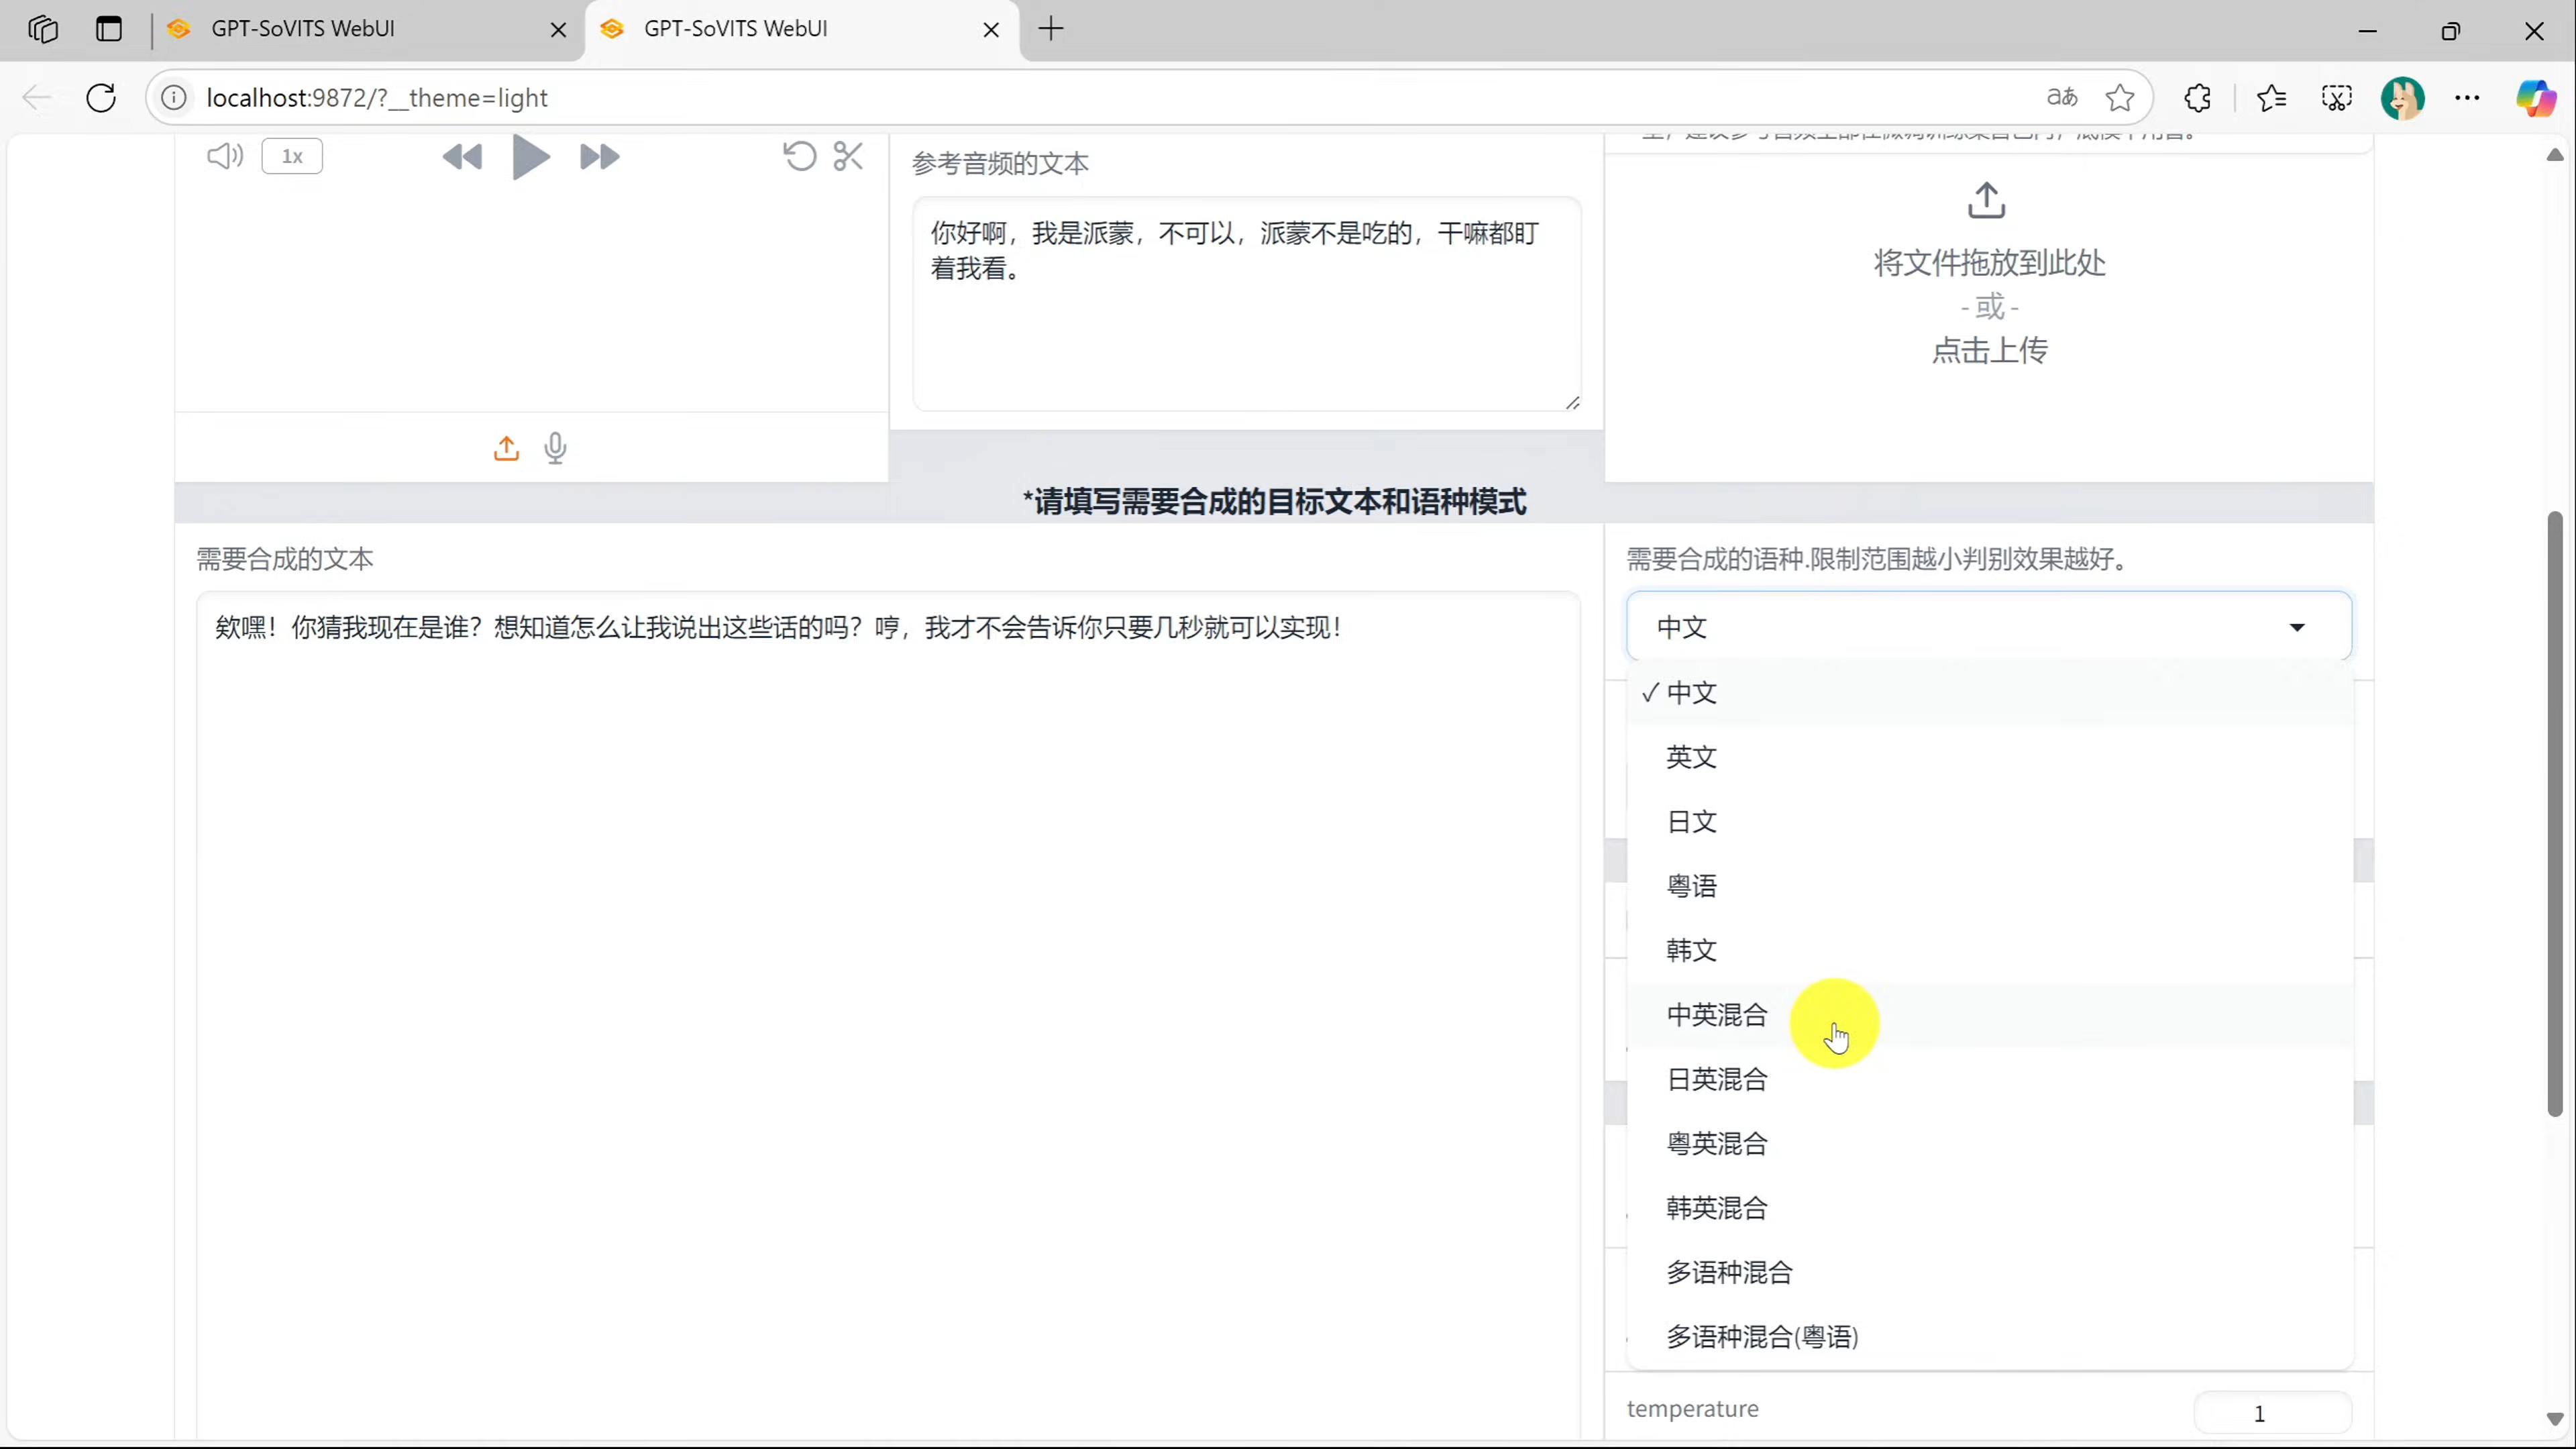 GPT-SoVITS WebUI
GPT-SoVITS WebUI
localhost:9872/?__theme=light
aあ
1x
参考音频的文本
你好啊，我是派蒙，不可以，派蒙不是吃的，干嘛都盯
着我看。
将文件拖放到此处
- 或 -
点击上传
*请填写需要合成的目标文本和语种模式
需要合成的文本
欸嘿！你猜我现在是谁？想知道怎么让我说出这些话的吗？哼，我才不会告诉你只要几秒就可以实现！
需要合成的语种.限制范围越小判别效果越好。
中文
✓ 中文
英文
日文
粤语
韩文
中英混合
日英混合
粤英混合
韩英混合
多语种混合
多语种混合(粤语)
temperature
1